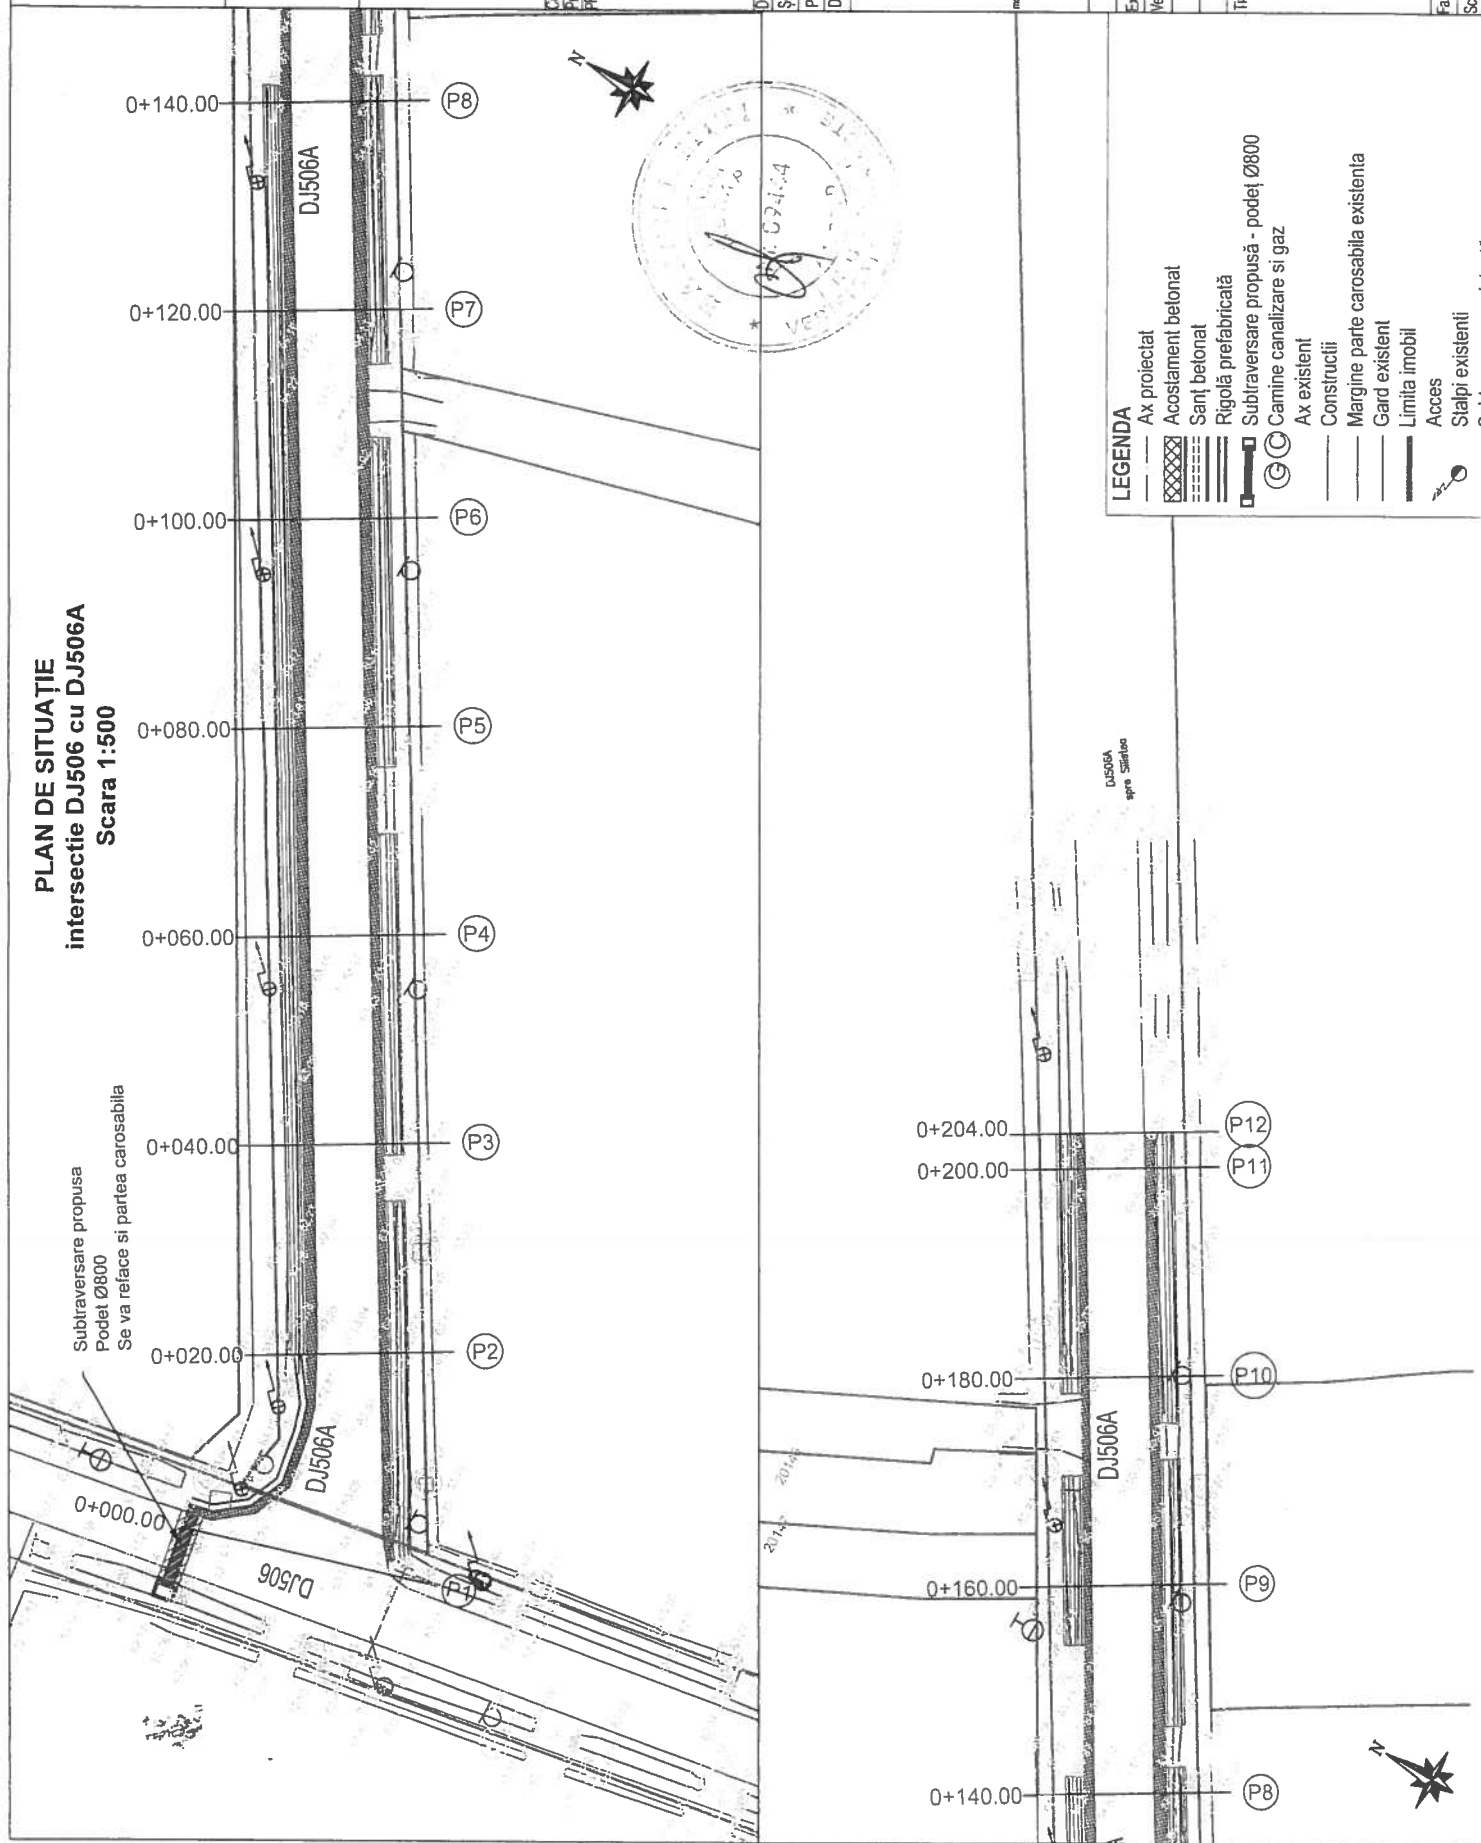 PLAN DE SITUAȚIE
intersectie DJ506 cu DJ506A
Scara 1:500
Subtraversare propusa
Podet Ø800
Se va reface si partea carosabila
0+000.00
0+020.00
0+040.00
0+060.00
0+080.00
0+100.00
0+120.00
0+140.00
P1
P2
P3
P4
P5
P6
P7
P8
DJ506
DJ506A
DJ506A
N
0+140.00
0+160.00
0+180.00
0+200.00
0+204.00
P8
P9
P10
P11
P12
DJ506A
DJ506A
N
LEGENDA
Ax proiectat
Acostament betonat
Sanț betonat
Rigolă prefabricată
Subtraversare propusă - podeț Ø800
G C Camine canalizare si gaz
Ax existent
Constructii
Margine parte carosabila existenta
Gard existent
Limita imobil
Acces
Stalpi existenti